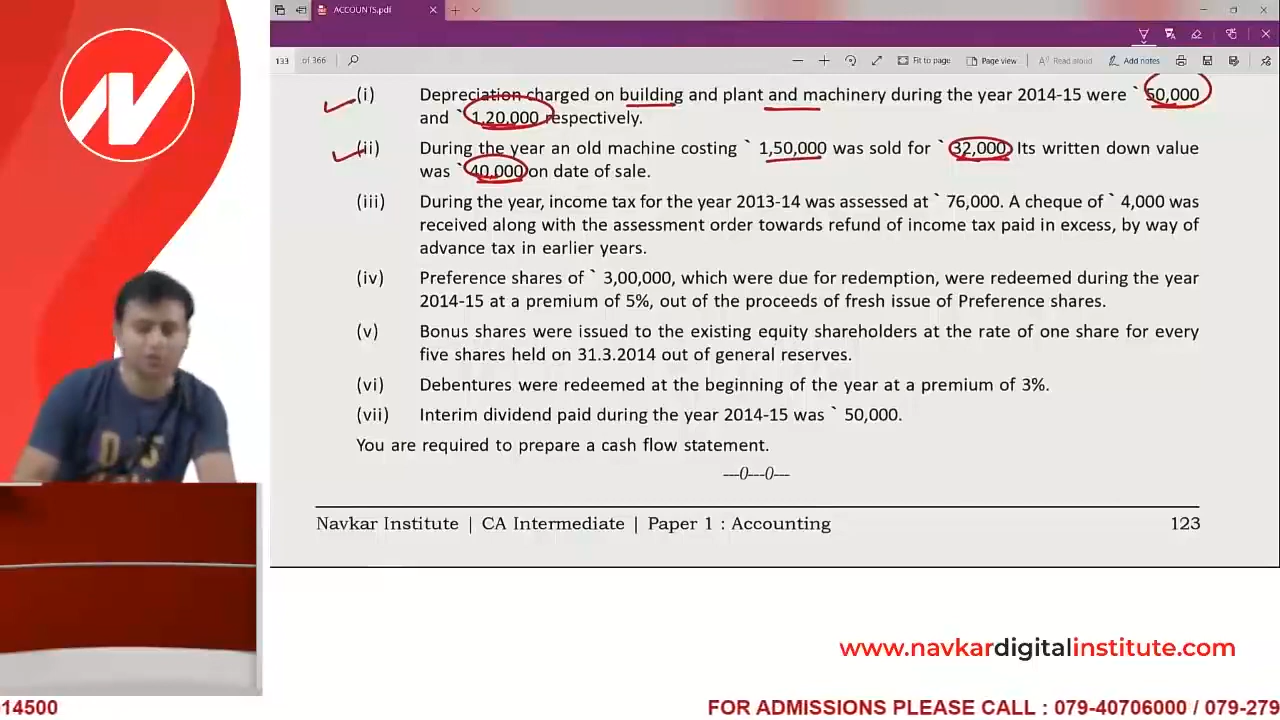 ACCOUNTS.pdf
133 of 366 Fit to page Page view Read aloud Add notes
(i) Depreciation charged on building and plant and machinery during the year 2014-15 were ` 50,000
and ` 1,20,000 respectively.
(ii) During the year an old machine costing ` 1,50,000 was sold for ` 32,000. Its written down value
was ` 40,000 on date of sale.
(iii) During the year, income tax for the year 2013-14 was assessed at ` 76,000. A cheque of ` 4,000 was
received along with the assessment order towards refund of income tax paid in excess, by way of
advance tax in earlier years.
(iv) Preference shares of ` 3,00,000, which were due for redemption, were redeemed during the year
2014-15 at a premium of 5%, out of the proceeds of fresh issue of Preference shares.
(v) Bonus shares were issued to the existing equity shareholders at the rate of one share for every
five shares held on 31.3.2014 out of general reserves.
(vi) Debentures were redeemed at the beginning of the year at a premium of 3%.
(vii) Interim dividend paid during the year 2014-15 was ` 50,000.
You are required to prepare a cash flow statement.
---0---0---
Navkar Institute | CA Intermediate | Paper 1 : Accounting 123
www.navkardigitalinstitute.com
14500 FOR ADMISSIONS PLEASE CALL : 079-40706000 / 079-279